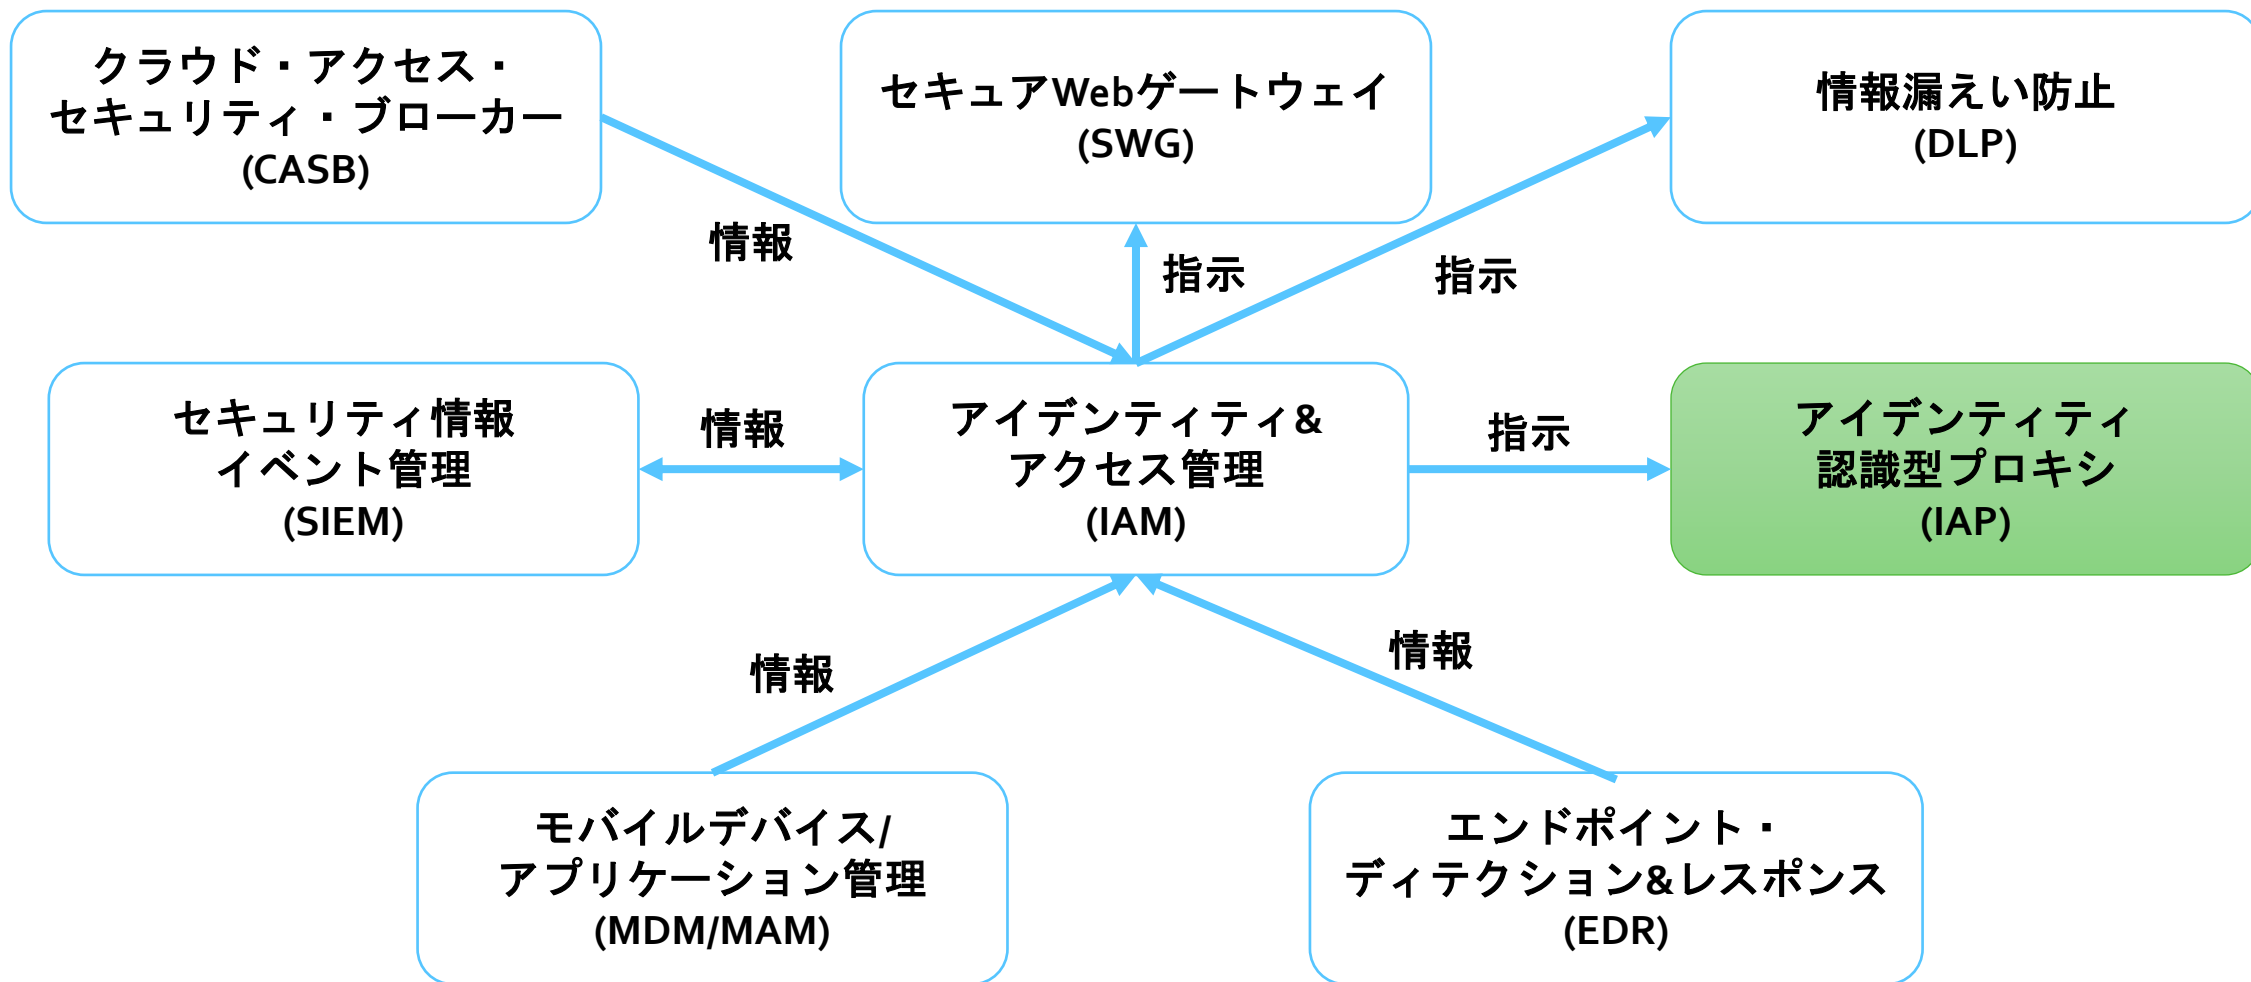 クラウド・アクセス・
セキュリティ・ブローカー
(CASB)
セキュアWebゲートウェイ
(SWG)
情報漏えい防止
(DLP)
情報
指示
指示
セキュリティ情報
イベント管理
(SIEM)
情報
アイデンティティ&
アクセス管理
(IAM)
指示
アイデンティティ
認識型プロキシ
(IAP)
情報
情報
モバイルデバイス/
アプリケーション管理
(MDM/MAM)
エンドポイント・
ディテクション&レスポンス
(EDR)